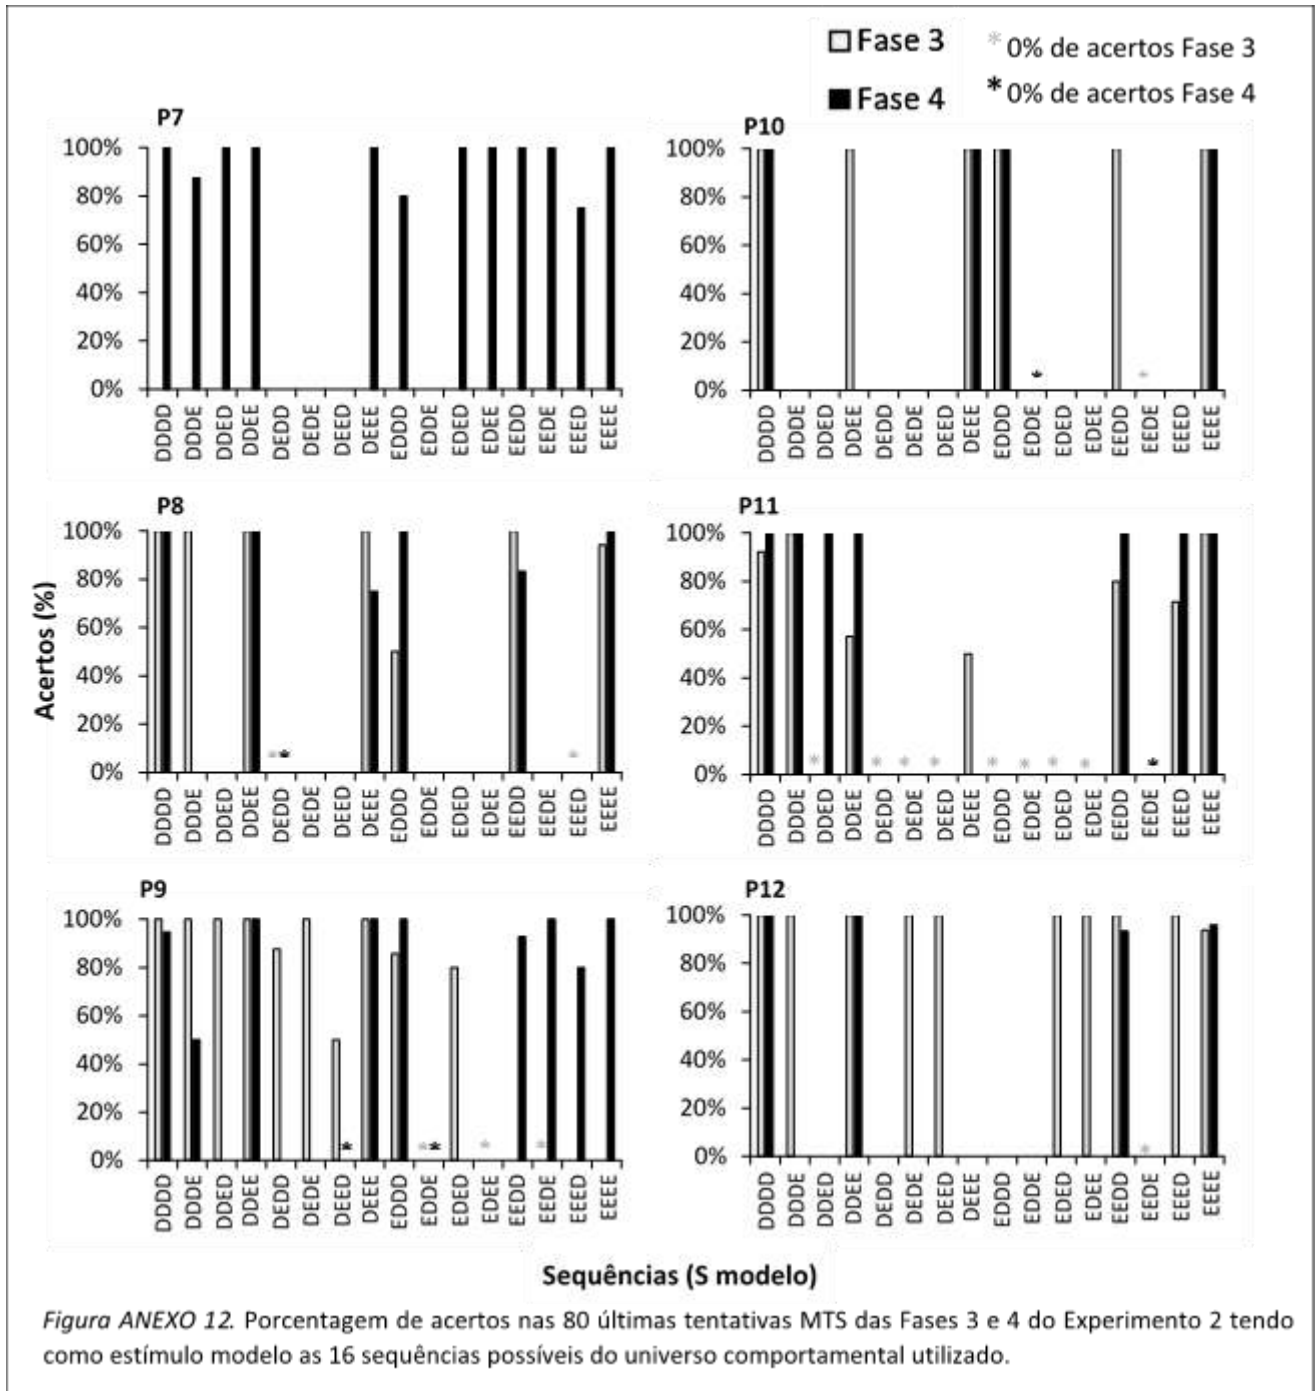 Fase 3
* 0% de acertos Fase 3
Fase 4
* 0% de acertos Fase 4
P7
100%
80%
60%
40%
20%
0%
DDDD
DDDE
DDED
DDEE
DEDD
DEDE
DEED
DEEE
EDDD
EDDE
EDED
EEDD
EEDE
EEED
EEEE
P10
100%
80%
60%
40%
20%
0%
DDDD
DDDE
DDED
DDEE
DEDD
DEDE
DEED
DEEE
EDDD
EDDE
EDED
EDEE
EEDD
EEDE
EEED
EEEE
P8
100%
80%
60%
40%
20%
0%
DDDD
DDDE
DDED
DDEE
DEDD
DEDE
DEED
DEEE
EDDD
EDDE
EDED
EDEE
EEDD
EEDE
EEED
EEEE
P11
100%
80%
60%
40%
20%
0%
DDDD
DDDE
DDED
DDEE
DEDD
DEDE
DEED
DEEE
EDDD
EDDE
EDED
EDEE
EEDD
EEDE
EEED
EEEE
Acertos (%)
P9
100%
80%
60%
40%
20%
0%
DDDD
DDDE
DDED
DDEE
DEDD
DEDE
DEED
DEEE
EDDD
EDDE
EDED
EDEE
EEDD
EEDE
EEED
EEEE
P12
100%
80%
60%
40%
20%
0%
DDDD
DDDE
DDED
DDEE
DEDD
DEDE
DEED
DEEE
EDDD
EDDE
EDED
EDEE
EEDD
EEDE
EEED
EEEE
Sequências (S modelo)
Figura ANEXO 12. Porcentagem de acertos nas 80 últimas tentativas MTS das Fases 3 e 4 do Experimento 2 tendo
como estímulo modelo as 16 sequências possíveis do universo comportamental utilizado.